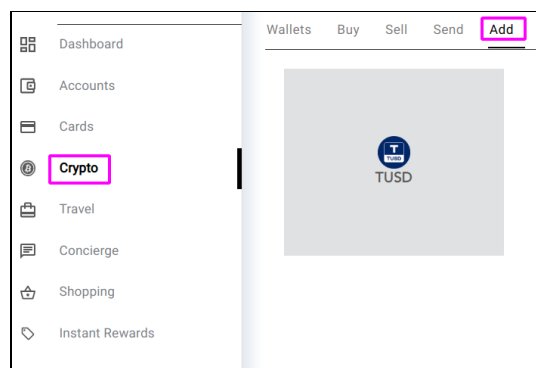 Dashboard
Accounts
Cards
Crypto
Travel
Concierge
Shopping
Instant Rewards
Wallets Buy Sell Send Add
T
TUSD
TUSD